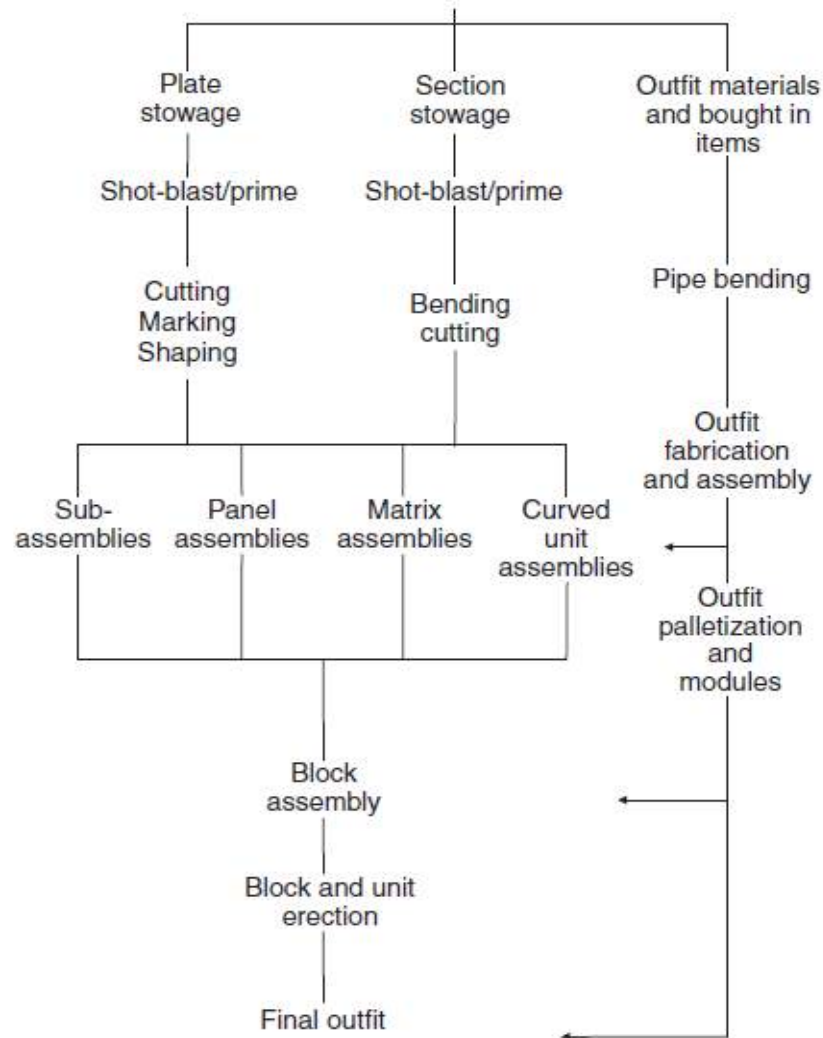 Plate
stowage
Section
stowage
Outfit materials
and bought in
items
Shot-blast/prime
Shot-blast/prime
Pipe bending
Cutting
Marking
Shaping
Bending
cutting
Outfit
fabrication
and assembly
Sub-
assemblies
Panel
assemblies
Matrix
assemblies
Curved
unit
assemblies
Outfit
palletization
and
modules
Block
assembly
Block and unit
erection
Final outfit